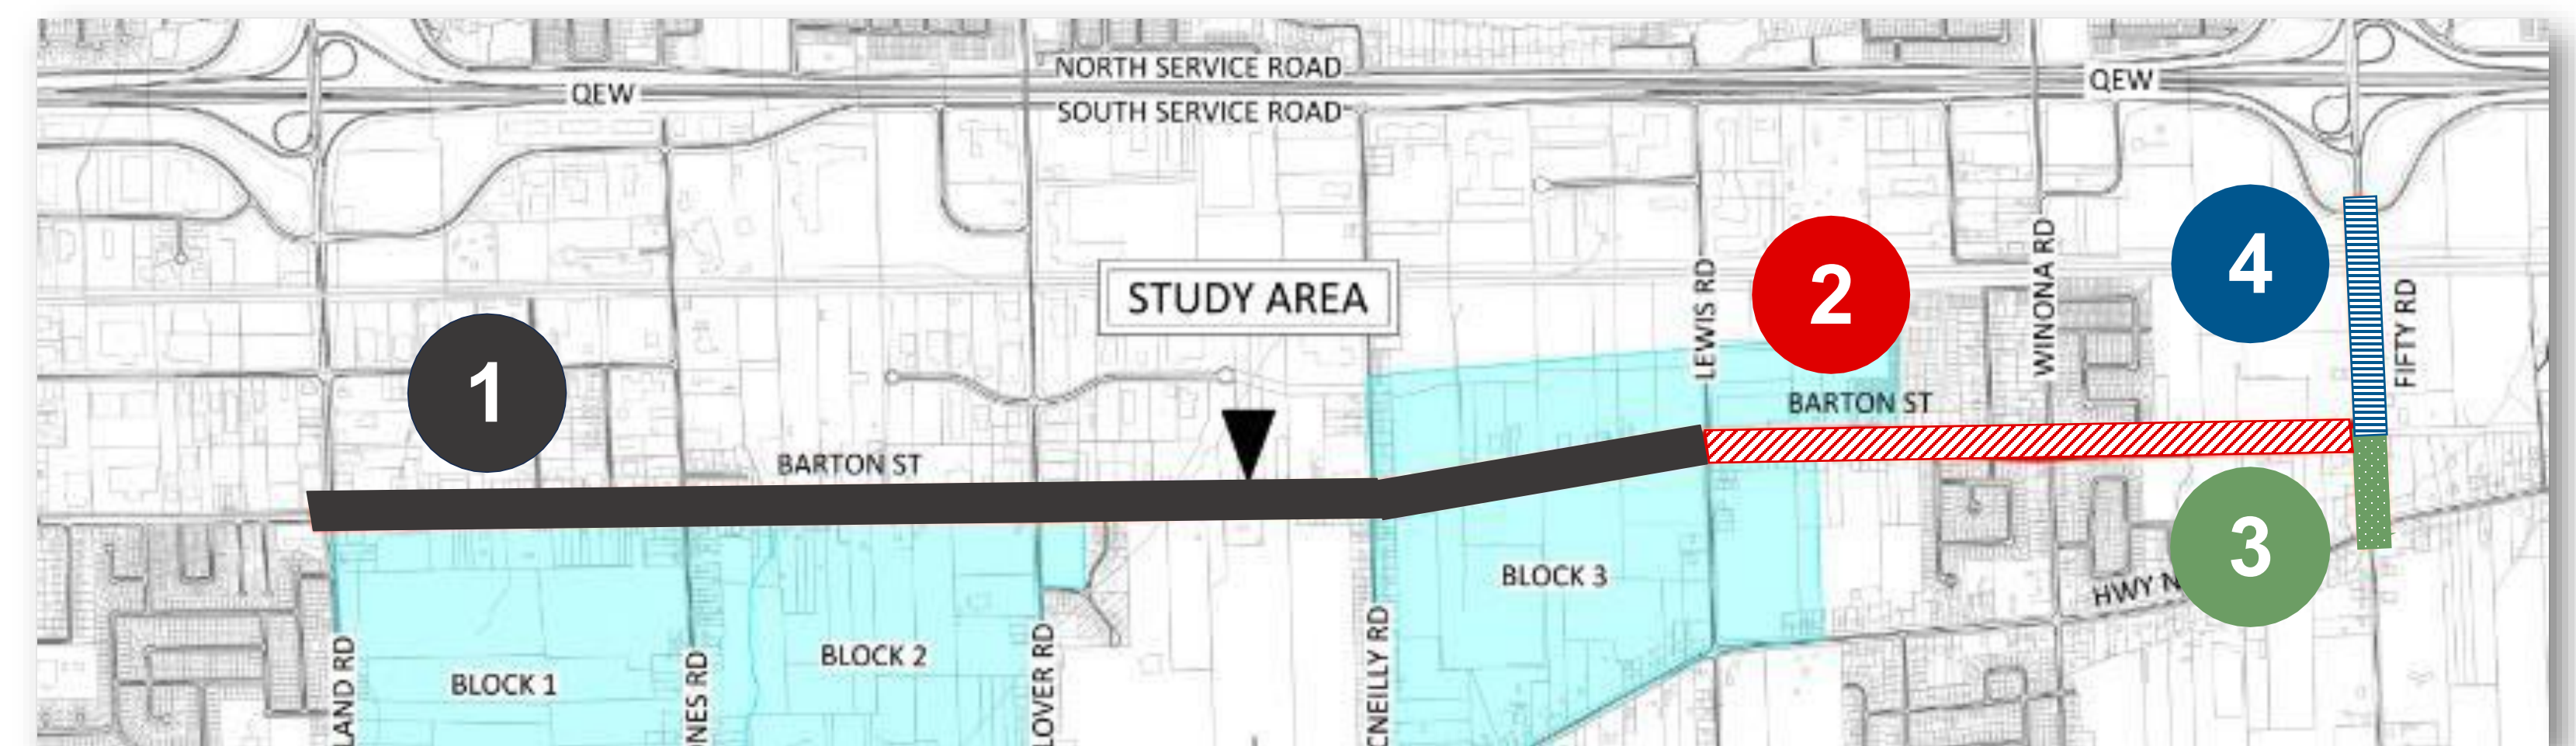 NORTH SERVICE ROAD
QEW
QEW
SOUTH SERVICE ROAD
STUDY AREA
LEWIS RD
2
WINONA RD
4
FIFTY RD
1
BARTON ST
BARTON ST
3
BLOCK 3
HWY N
BLOCK 2
BLOCK 1
LAND RD
NES RD
LOVER RD
CNEILLY RD